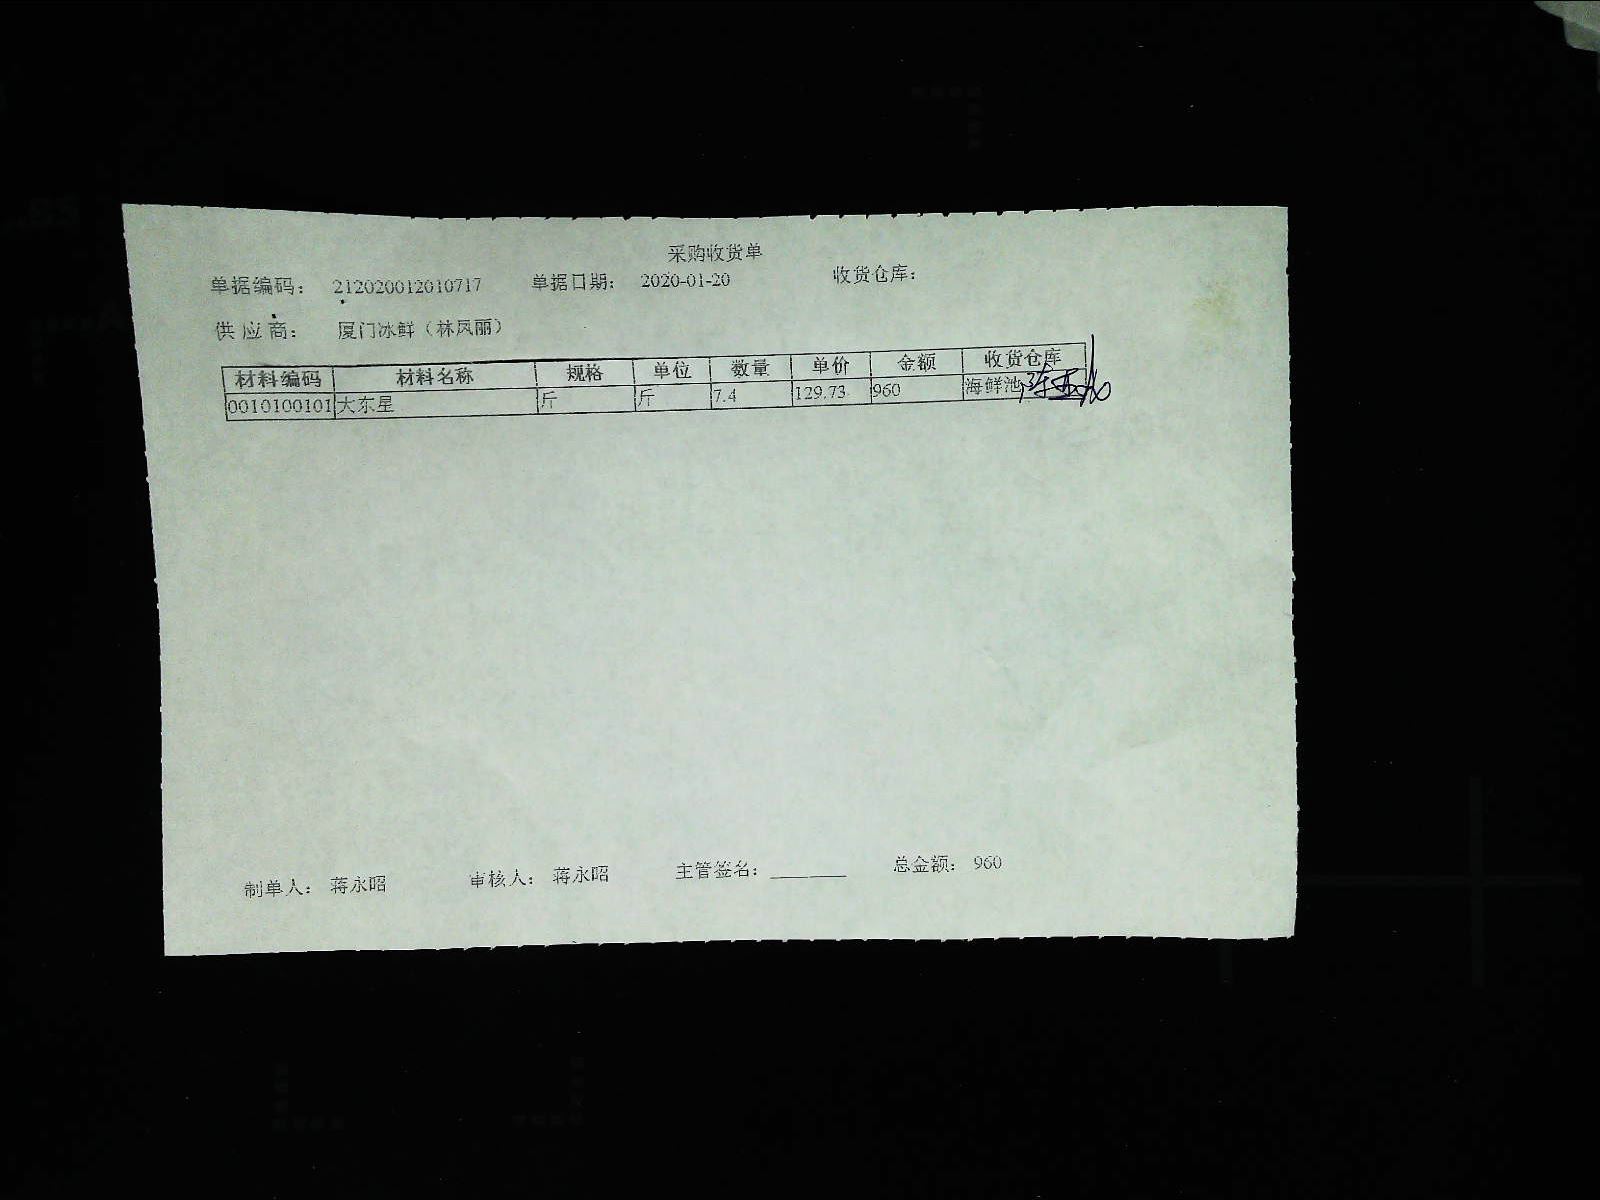 采购收货单
单据编码： 212020012010717 单据日期： 2020-01-20 收货仓库：
供 应 商： 厦门冰鲜（林凤丽）
材料编码 材料名称 规格 单位 数量 单价 金额 收货仓库
0010100101 大东星 斤 斤 7.4 129.73 960 海鲜池
制单人： 蒋永昭 审核人： 蒋永昭 主管签名：________ 总金额： 960